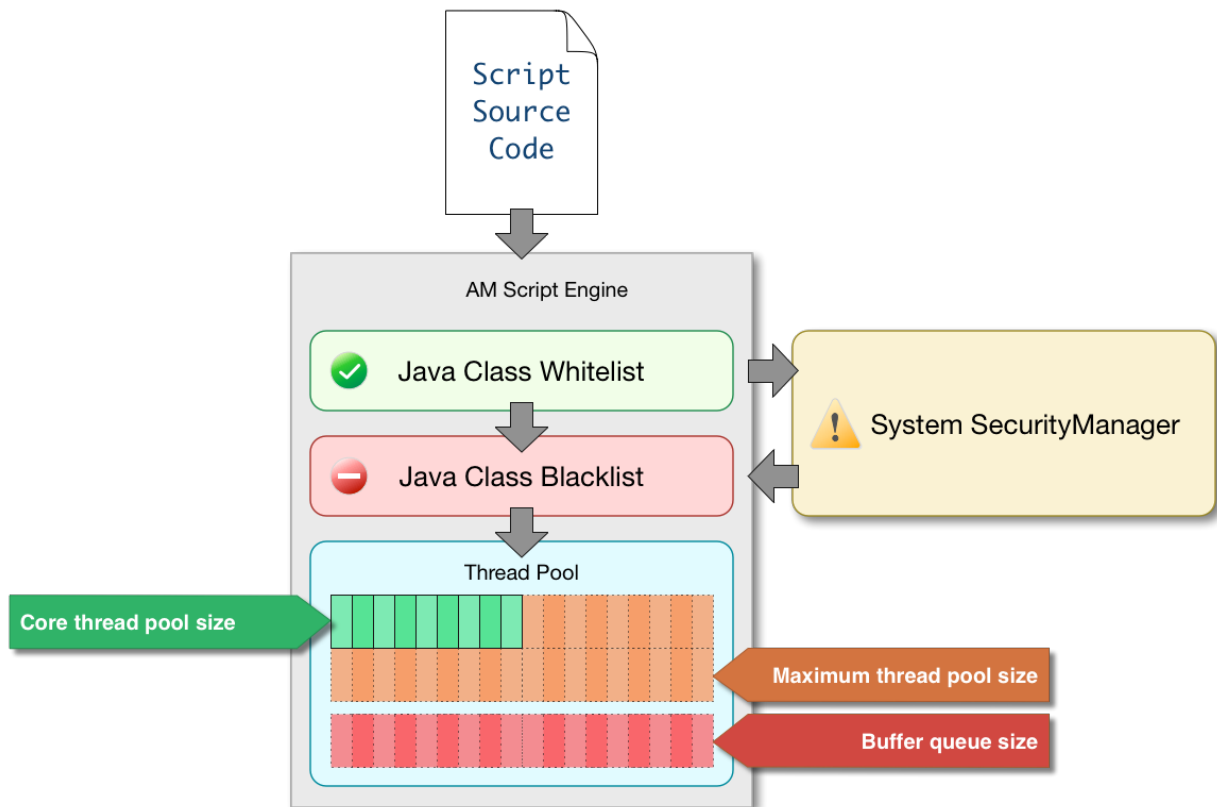 Script
Source
Code
AM Script Engine
Java Class Whitelist
System SecurityManager
Java Class Blacklist
Thread Pool
Core thread pool size
Maximum thread pool size
Buffer queue size